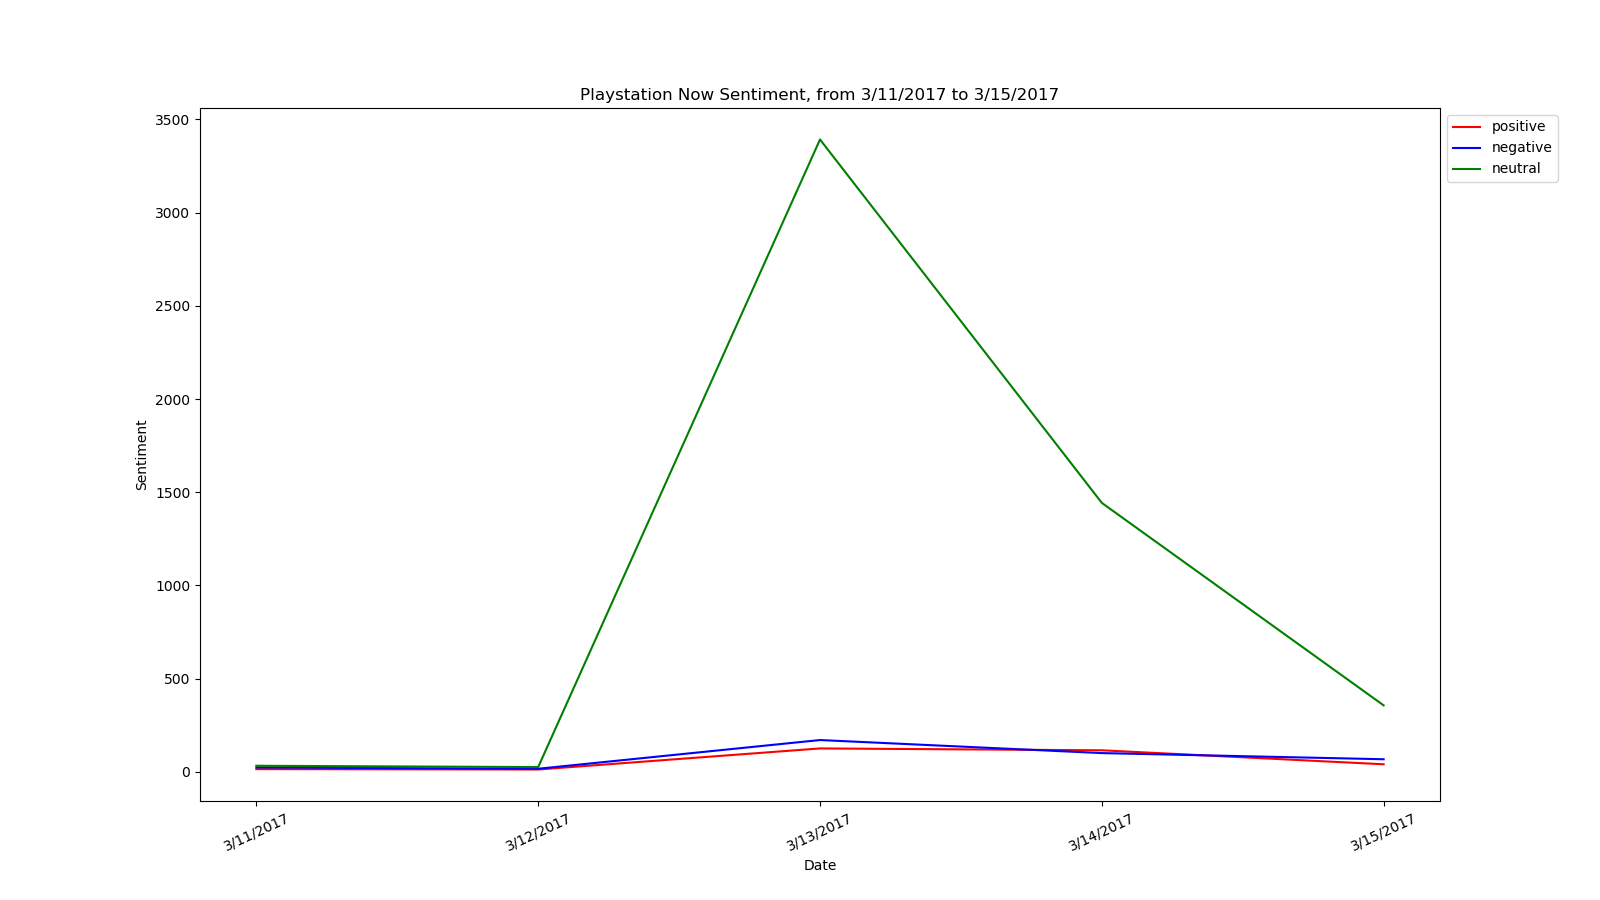 Playstation Now Sentiment, from 3/11/2017 to 3/15/2017
positive
negative
neutral
3500
3000
2500
2000
1500
1000
500
0
Sentiment
3/11/2017
3/12/2017
3/13/2017
3/14/2017
3/15/2017
Date